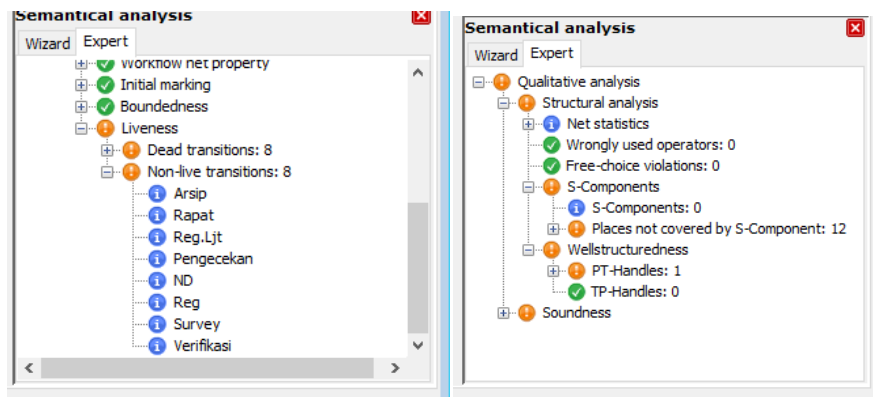 Semantical analysis
Wizard Expert
Workflow net property
Initial marking
Boundedness
Liveness
Dead transitions: 8
Non-live transitions: 8
Arsip
Rapat
Reg.Ljt
Pengecekan
ND
Reg
Survey
Verifikasi
Semantical analysis
Wizard Expert
Qualitative analysis
Structural analysis
Net statistics
Wrongly used operators: 0
Free-choice violations: 0
S-Components
S-Components: 0
Places not covered by S-Component: 12
Wellstructuredness
PT-Handles: 1
TP-Handles: 0
Soundness